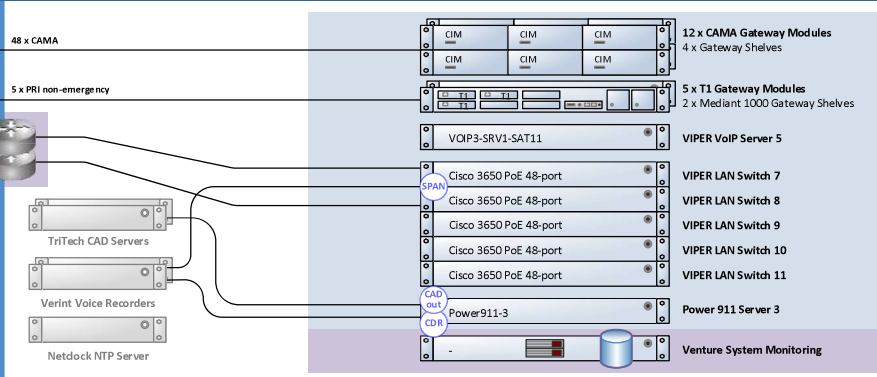 48 x CAMA
CIM CIM CIM
CIM CIM CIM
12 x CAMA Gateway Modules
4 x Gateway Shelves
5 x PRI non-emergency
T1 T1
T1
5 x T1 Gateway Modules
2 x Mediant 1000 Gateway Shelves
VOIP3-SRV1-SAT11
VIPER VoIP Server 5
Cisco 3650 PoE 48-port
VIPER LAN Switch 7
SPAN
Cisco 3650 PoE 48-port
VIPER LAN Switch 8
Cisco 3650 PoE 48-port
VIPER LAN Switch 9
TriTech CAD Servers
Cisco 3650 PoE 48-port
VIPER LAN Switch 10
Cisco 3650 PoE 48-port
VIPER LAN Switch 11
Verint Voice Recorders
CAD
out
Power911-3
Power 911 Server 3
CDR
Netclock NTP Server
-
Venture System Monitoring